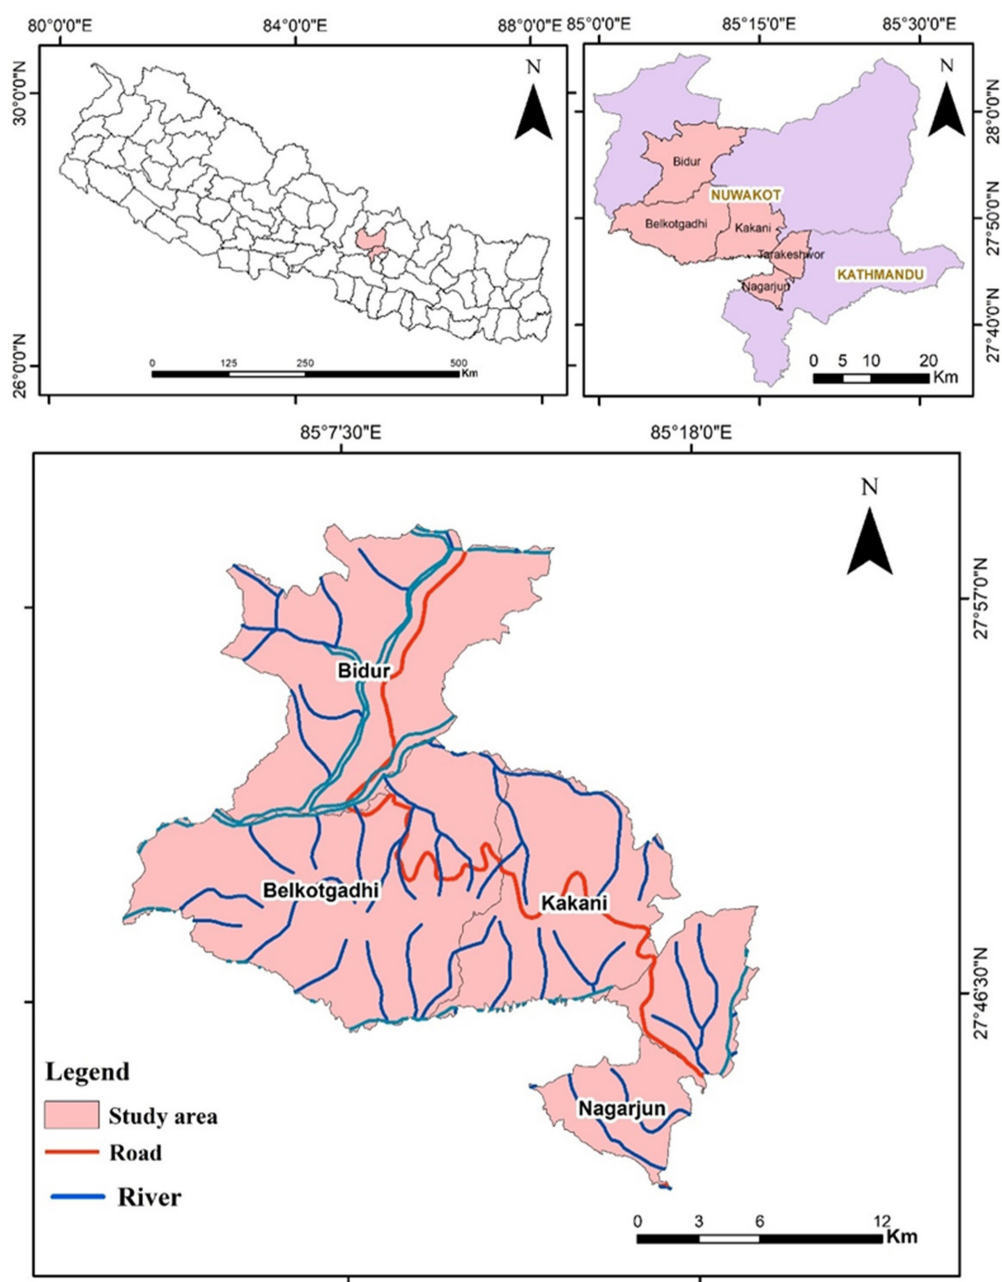 80°0'0"E 84°0'0"E 88°0'0"E
30°0'0"N
26°0'0"N
N
0 125 250 500
Km
85°0'0"E 85°15'0"E 85°30'0"E
N
28°0'0"N
27°50'0"N
27°40'0"N
Bidur
NUWAKOT
Belkotgadhi
Kakani
Tarakeshwor
KATHMANDU
Nagarjun
0 5 10 20
Km
85°7'30"E 85°18'0"E
N
27°57'0"N
27°46'30"N
Bidur
Belkotgadhi
Kakani
Nagarjun
Legend
Study area
Road
River
0 3 6 12
Km